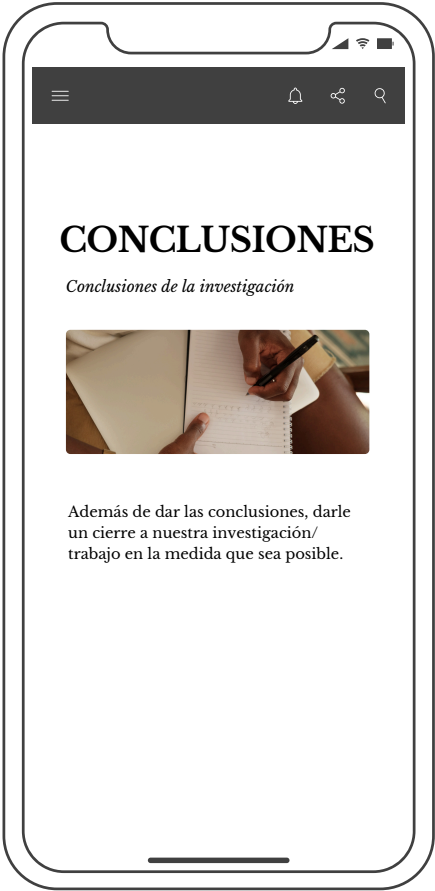 CONCLUSIONES
Conclusiones de la investigación
Además de dar las conclusiones, darle
un cierre a nuestra investigación/
trabajo en la medida que sea posible.